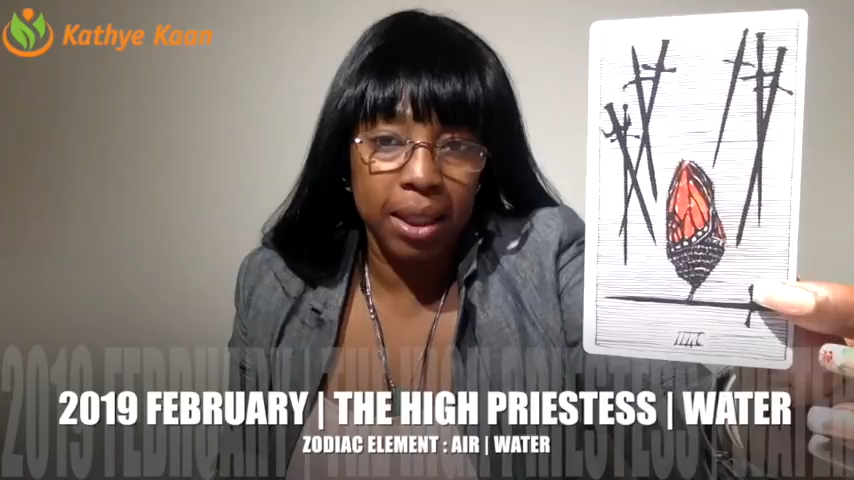 Kathye Kaan
2019 FEBRUARY | THE HIGH PRIESTESS | WATER
ZODIAC ELEMENT : AIR | WATER